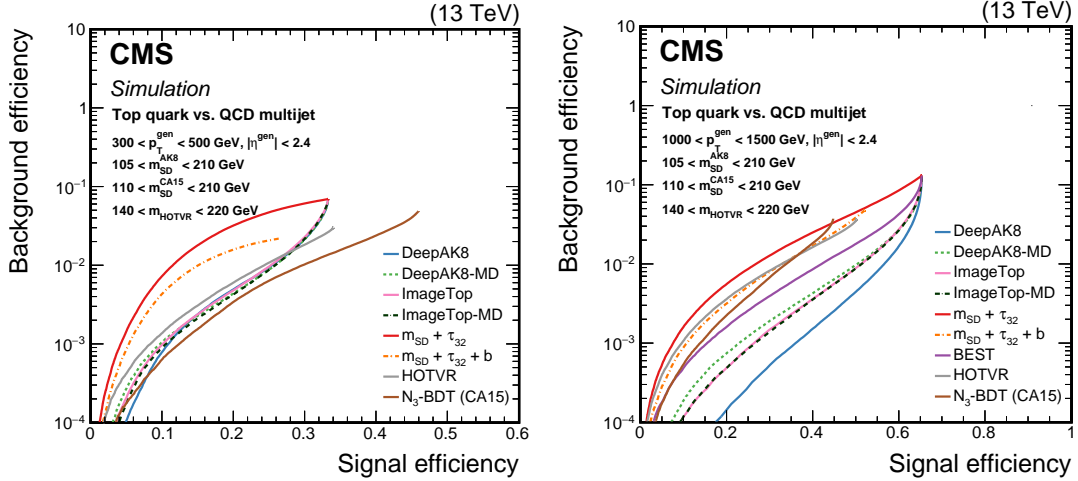 (13 TeV)
CMS
Simulation
Top quark vs. QCD multijet
300 < p_T^gen < 500 GeV, |η^gen| < 2.4
105 < m_SD^AK8 < 210 GeV
110 < m_SD^CA15 < 210 GeV
140 < m_HOTVR < 220 GeV
DeepAK8
DeepAK8-MD
ImageTop
ImageTop-MD
m_SD + τ_32
m_SD + τ_32 + b
HOTVR
N_3-BDT (CA15)
Background efficiency
10
1
10^−1
10^−2
10^−3
10^−4
0 0.1 0.2 0.3 0.4 0.5 0.6
Signal efficiency
(13 TeV)
CMS
Simulation
Top quark vs. QCD multijet
1000 < p_T^gen < 1500 GeV, |η^gen| < 2.4
105 < m_SD^AK8 < 210 GeV
110 < m_SD^CA15 < 210 GeV
140 < m_HOTVR < 220 GeV
DeepAK8
DeepAK8-MD
ImageTop
ImageTop-MD
m_SD + τ_32
m_SD + τ_32 + b
BEST
HOTVR
N_3-BDT (CA15)
Background efficiency
10
1
10^−1
10^−2
10^−3
10^−4
0 0.2 0.4 0.6 0.8 1
Signal efficiency